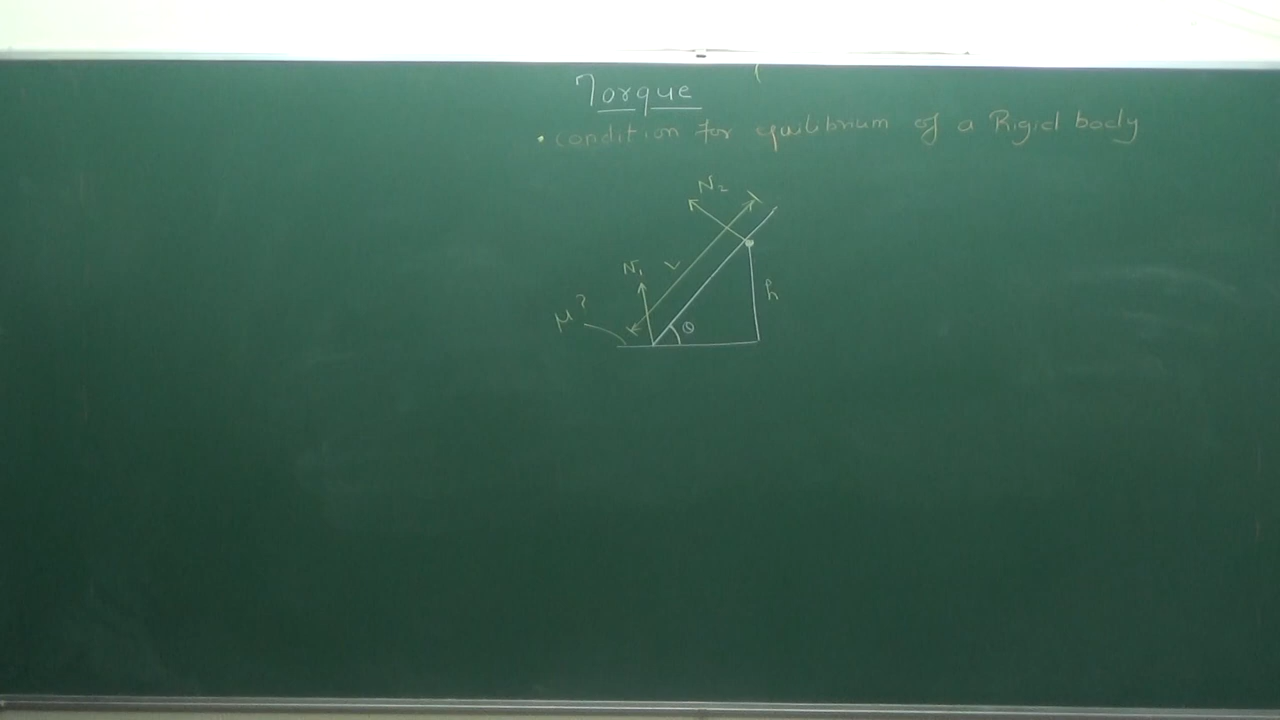 Torque
• condition for equilibrium of a Rigid body
N₂
N₁
h
μ ?
θ